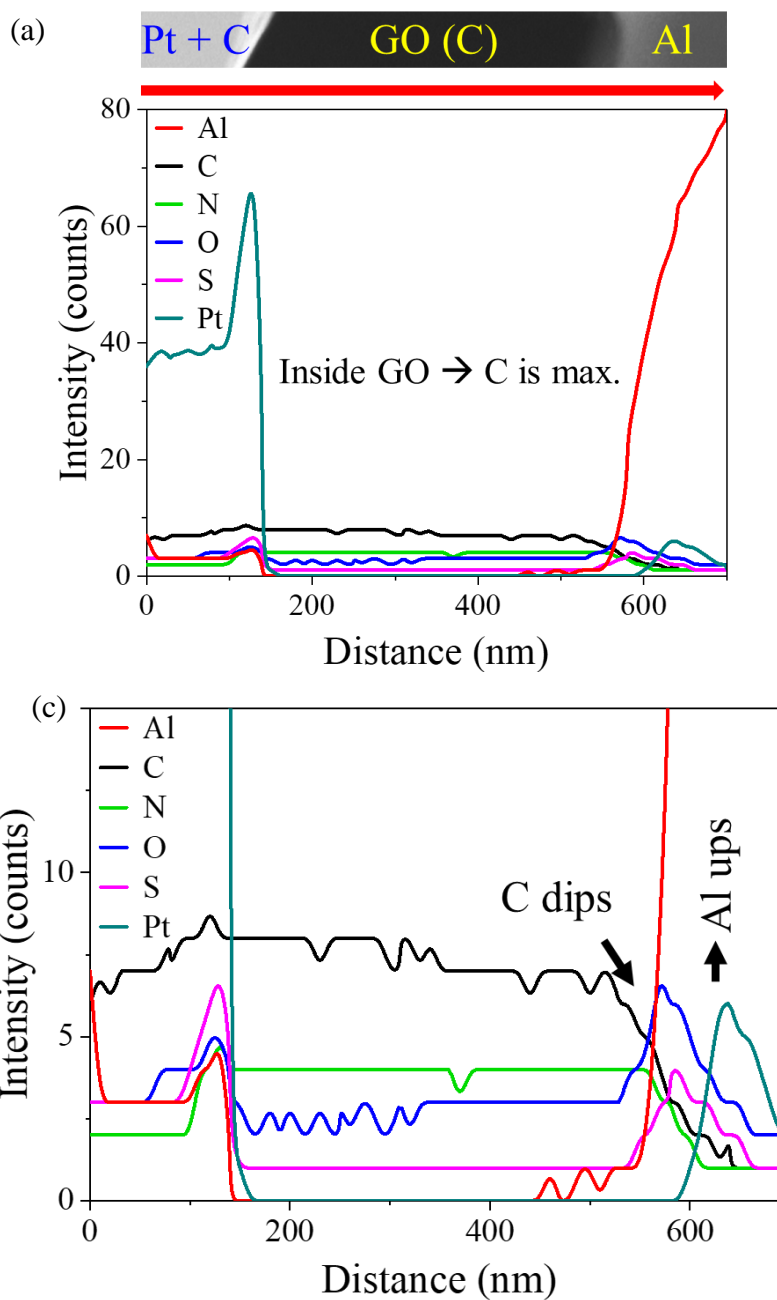 (a)
Pt + C GO (C) Al
80
60
40
20
0
Intensity (counts)
Al
C
N
O
S
Pt
Inside GO → C is max.
0 200 400 600
Distance (nm)
(c)
10
5
0
Intensity (counts)
Al
C
N
O
S
Pt
C dips
Al ups
0 200 400 600
Distance (nm)